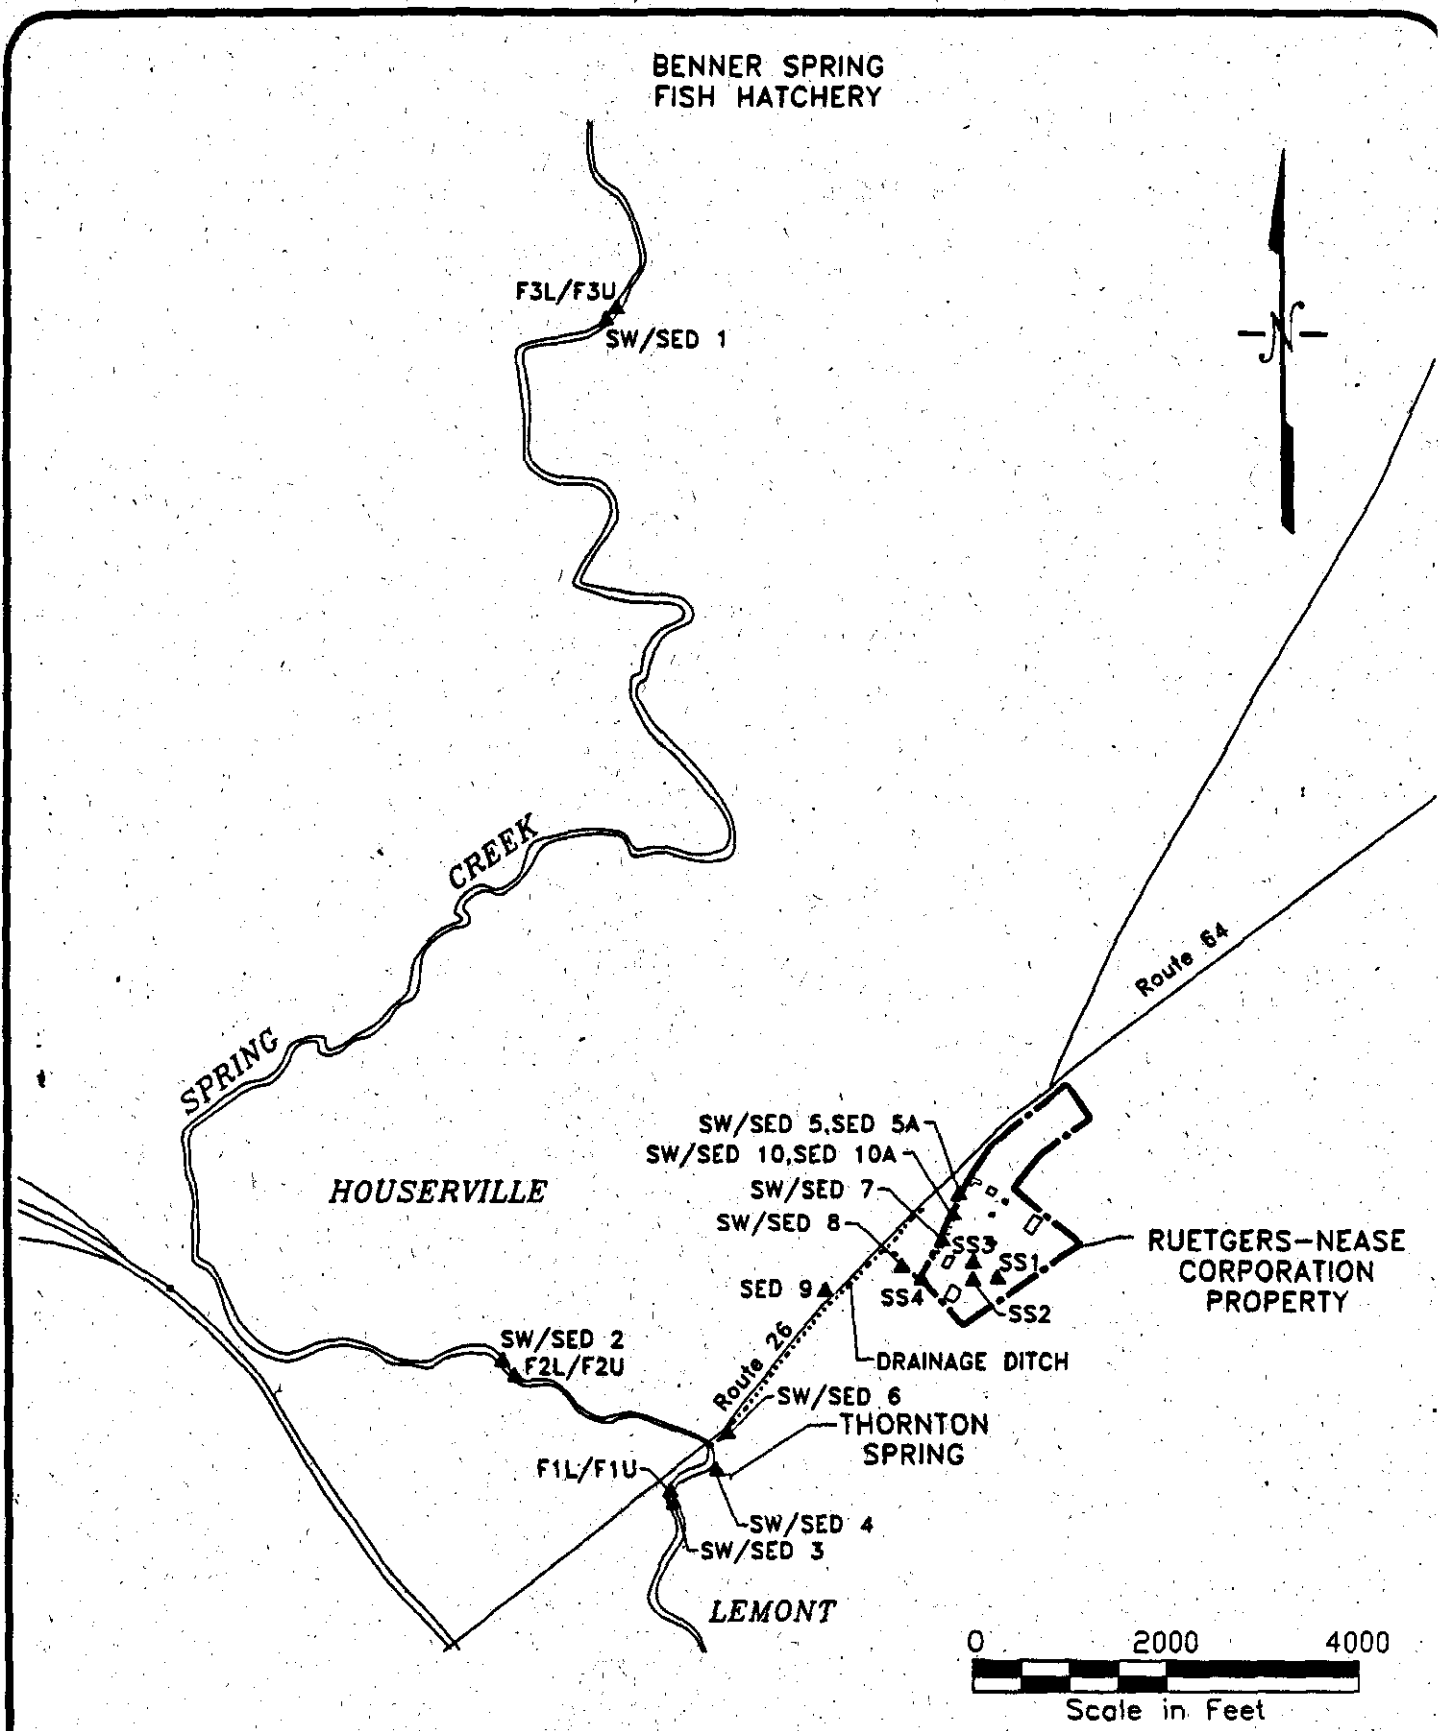 BENNER SPRING
FISH HATCHERY
F3L/F3U
SW/SED 1
N
CREEK
SPRING
Route 64
HOUSERVILLE
SW/SED 5,SED 5A
SW/SED 10,SED 10A
SW/SED 7
SW/SED 8
SS3
SS1
SED 9
SS4
SS2
RUETGERS-NEASE
CORPORATION
PROPERTY
SW/SED 2
F2L/F2U
Route 26
DRAINAGE DITCH
SW/SED 6
THORNTON
SPRING
F1L/F1U
SW/SED 4
SW/SED 3
LEMONT
0 2000 4000
Scale in Feet